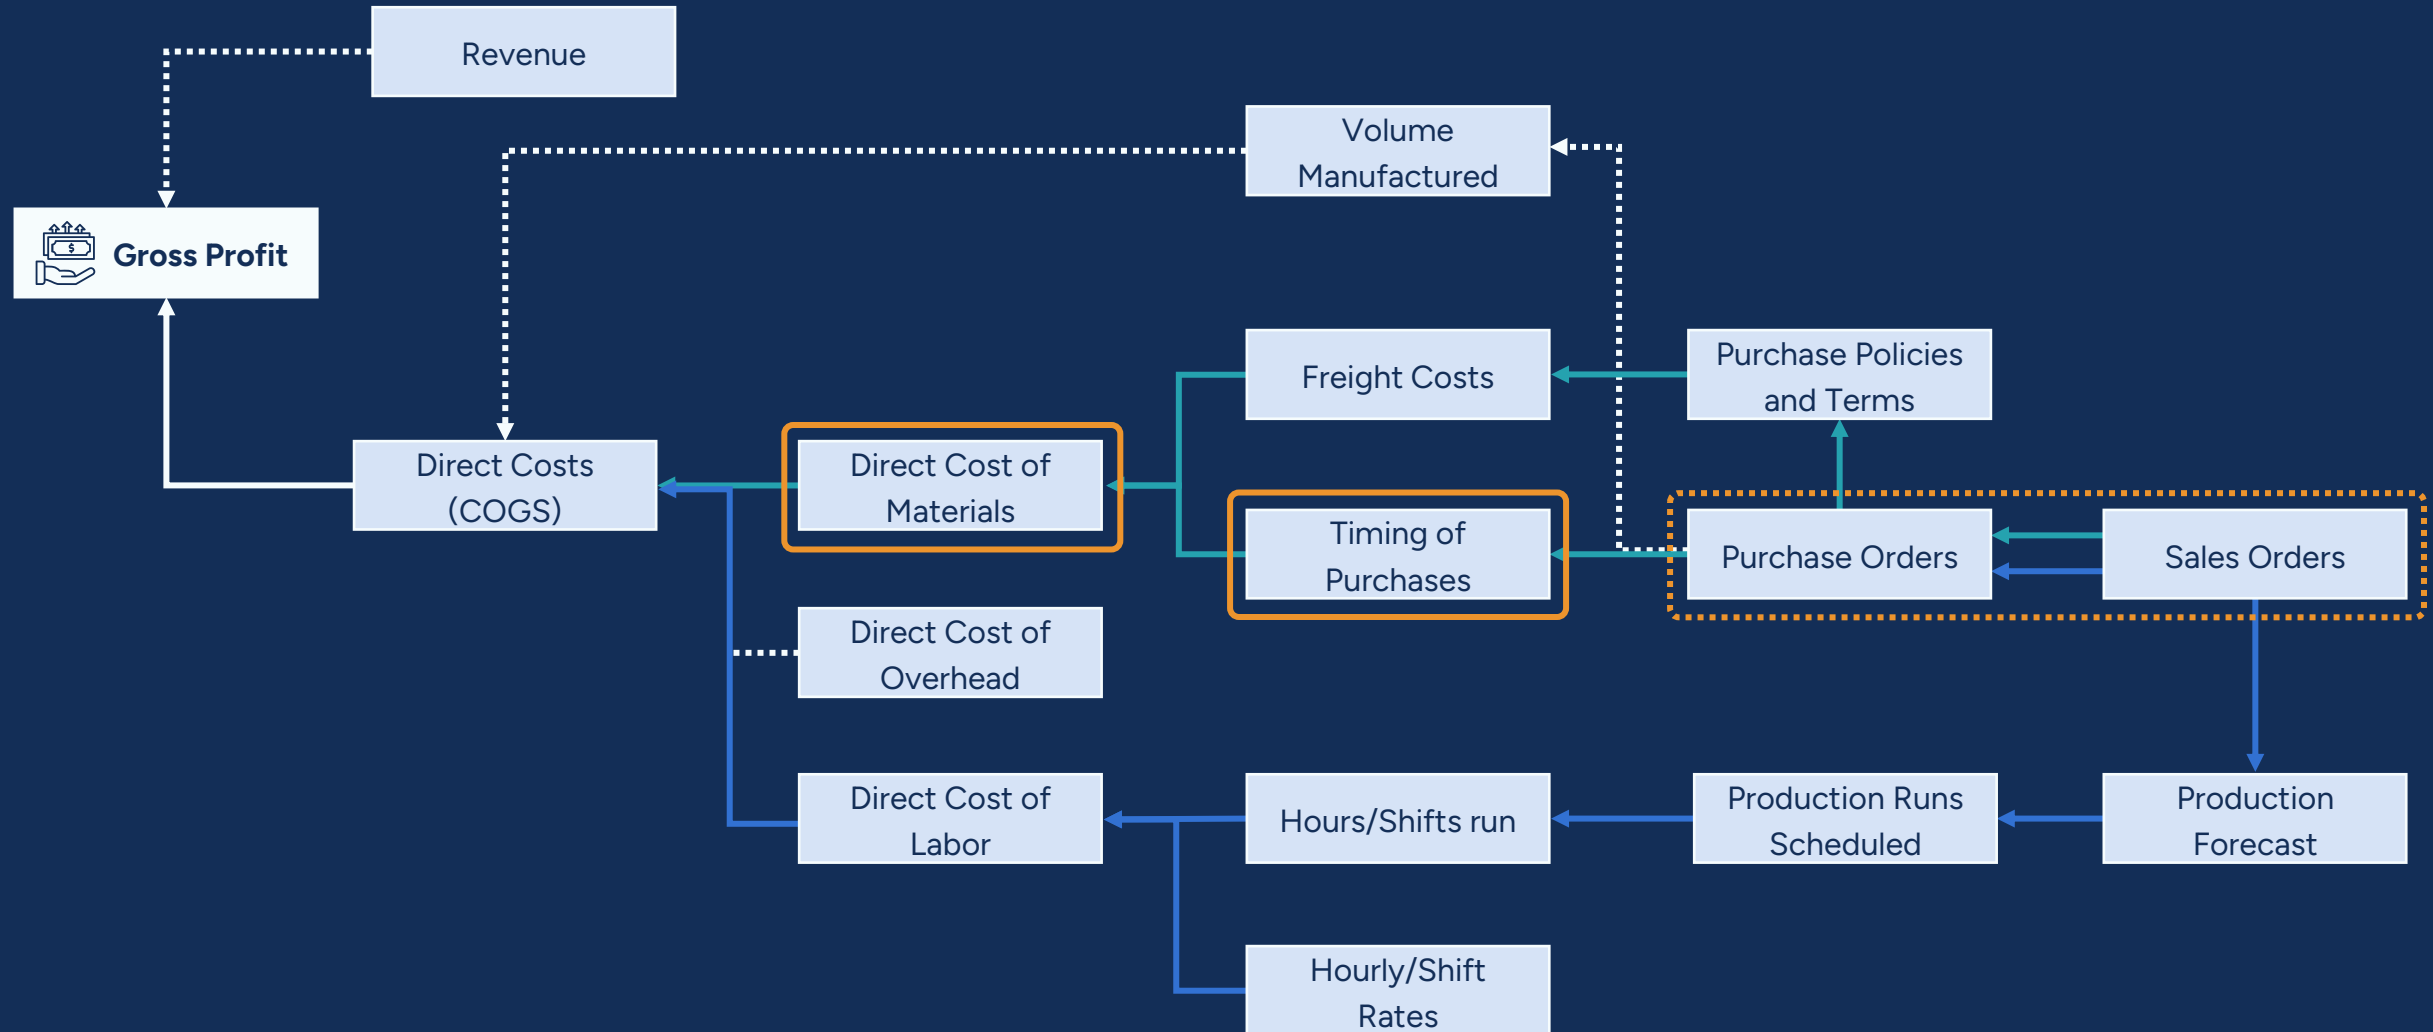 Revenue
Volume
Manufactured
$
Gross Profit
Freight Costs
Purchase Policies
and Terms
Direct Costs
(COGS)
Direct Cost of
Materials
Timing of
Purchases
Purchase Orders
Sales Orders
Direct Cost of
Overhead
Direct Cost of
Labor
Hours/Shifts run
Production Runs
Scheduled
Production
Forecast
Hourly/Shift
Rates